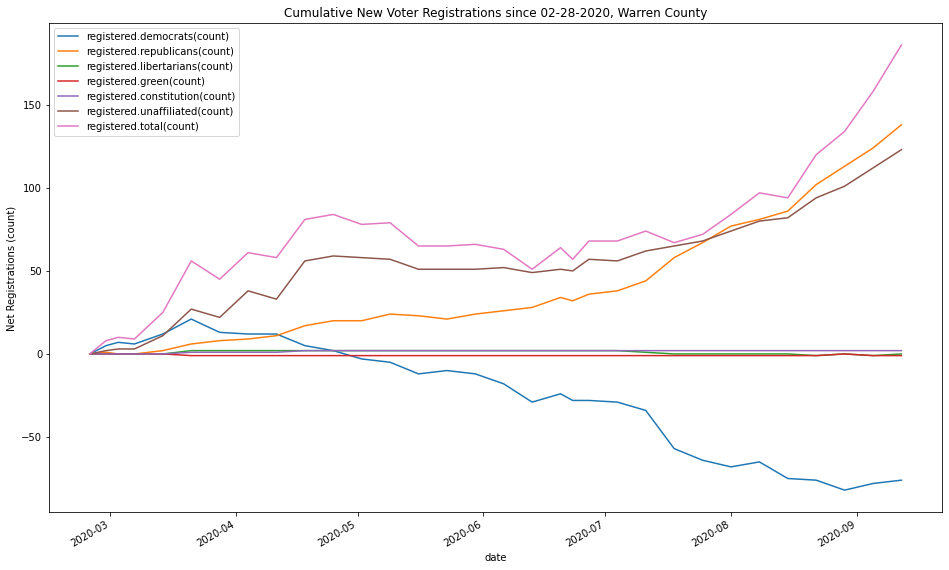 Cumulative New Voter Registrations since 02-28-2020, Warren County
registered.democrats(count)
registered.republicans(count)
registered.libertarians(count)
registered.green(count)
registered.constitution(count)
registered.unaffiliated(count)
registered.total(count)
Net Registrations (count)
150
100
50
0
−50
2020-03
2020-04
2020-05
2020-06
2020-07
2020-08
2020-09
date